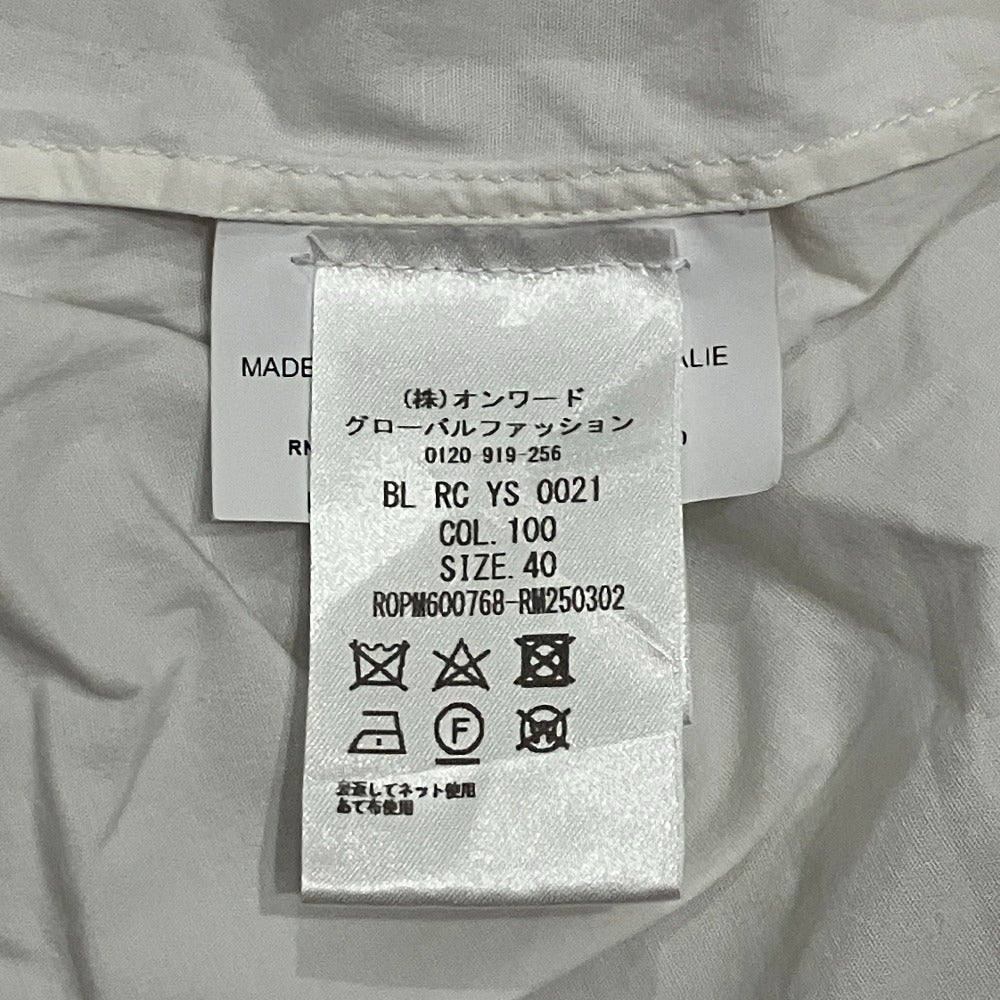 MADE
ALIE
RN
(株)オンワード
グローバルファッション
0120 919-256
BL RC YS 0021
COL.100
SIZE.40
ROPM600768-RM250302
F
W
裏返してネット使用
あて布使用